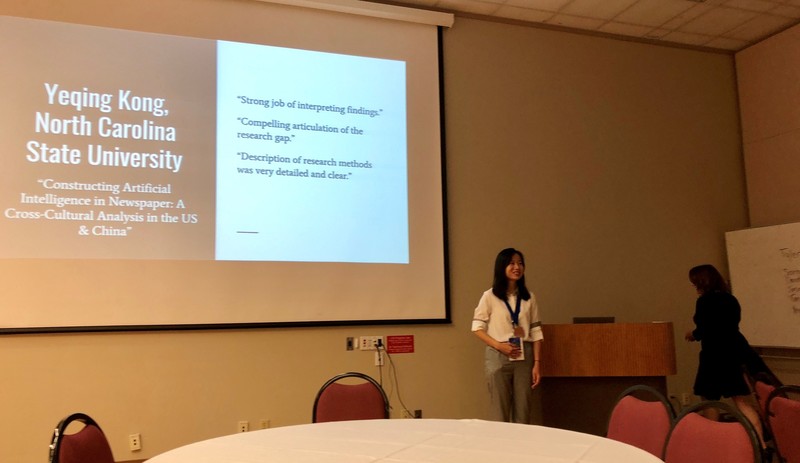 Yeqing Kong,
North Carolina
State University
“Constructing Artificial
Intelligence in Newspaper: A
Cross-Cultural Analysis in the US
& China”
“Strong job of interpreting findings.”
“Compelling articulation of the
research gap.”
“Description of research methods
was very detailed and clear.”